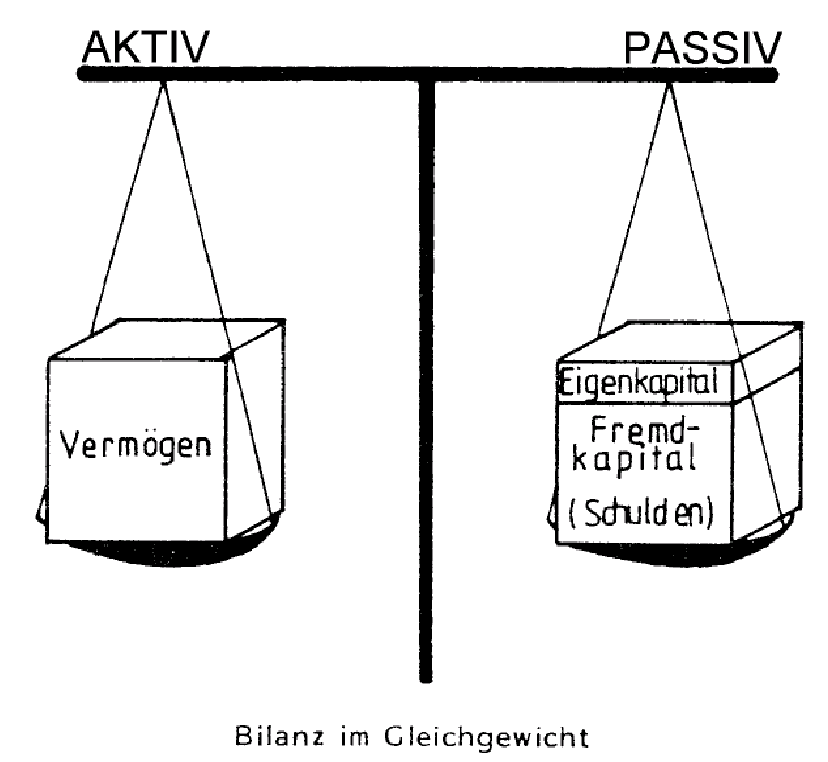 AKTIV
PASSIV
Vermögen
Eigenkapital
Fremd-
kapital
(Schulden)
Bilanz im Gleichgewicht